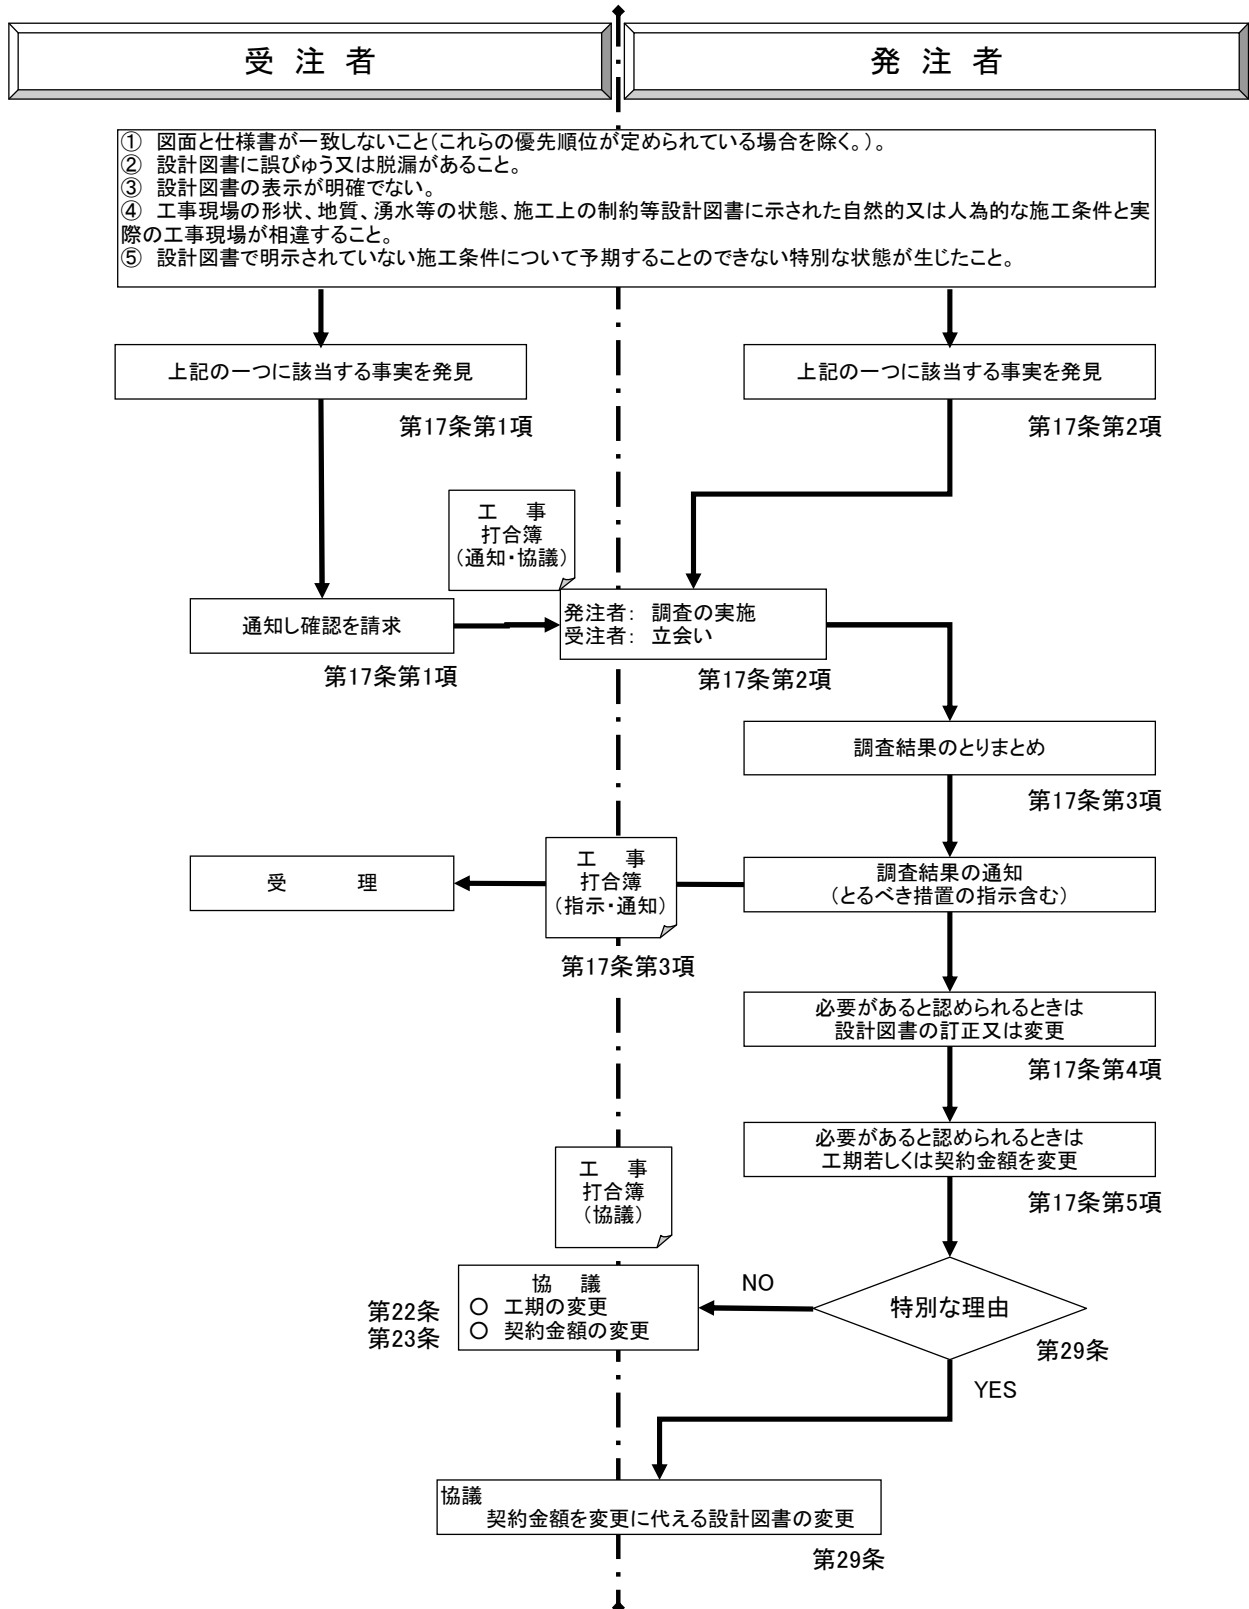 受 注 者
発 注 者
① 図面と仕様書が一致しないこと(これらの優先順位が定められている場合を除く。)。
② 設計図書に誤びゅう又は脱漏があること。
③ 設計図書の表示が明確でない。
④ 工事現場の形状、地質、湧水等の状態、施工上の制約等設計図書に示された自然的又は人為的な施工条件と実
際の工事現場が相違すること。
⑤ 設計図書で明示されていない施工条件について予期することのできない特別な状態が生じたこと。
上記の一つに該当する事実を発見
上記の一つに該当する事実を発見
第17条第1項
第17条第2項
工 事
打合簿
(通知・協議)
通知し確認を請求
発注者: 調査の実施
受注者: 立会い
第17条第1項
第17条第2項
調査結果のとりまとめ
第17条第3項
受 理
工 事
打合簿
(指示・通知)
調査結果の通知
(とるべき措置の指示含む)
第17条第3項
必要があると認められるときは
設計図書の訂正又は変更
第17条第4項
必要があると認められるときは
工期若しくは契約金額を変更
第17条第5項
工 事
打合簿
(協議)
協 議
○ 工期の変更
○ 契約金額の変更
第22条
第23条
NO
特別な理由
第29条
YES
協議
契約金額を変更に代える設計図書の変更
第29条